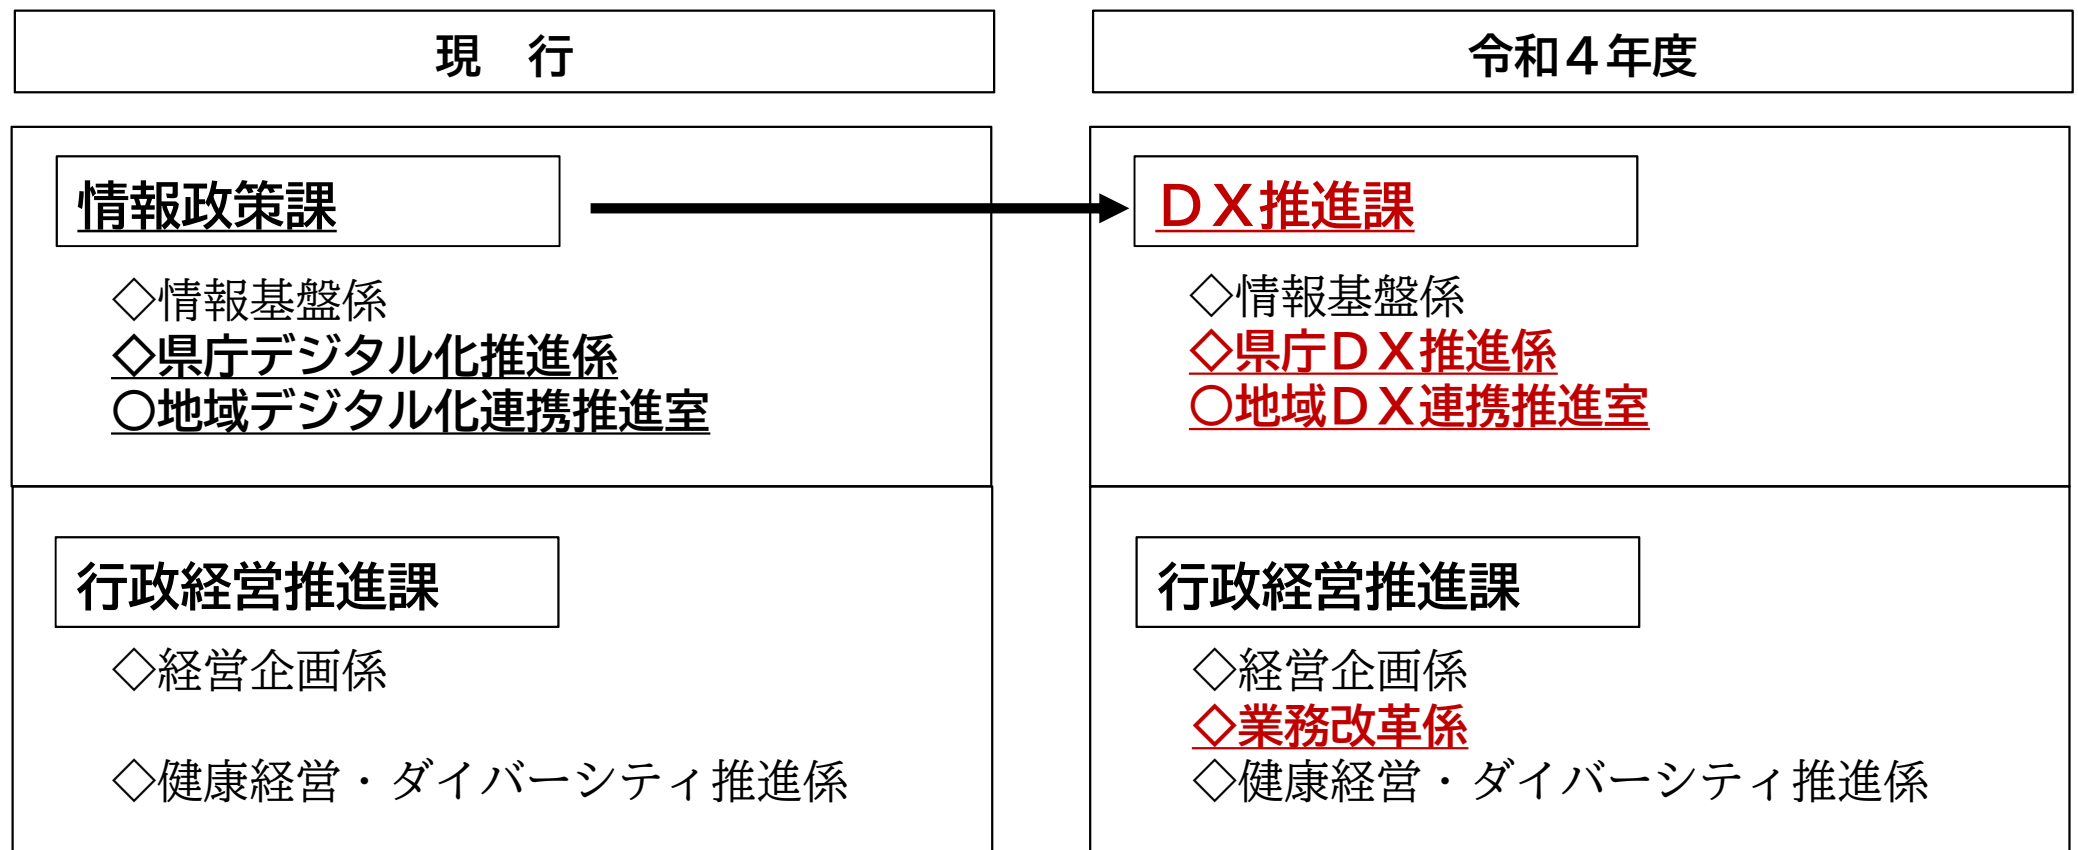 現　行
令和４年度
情報政策課
◇情報基盤係
◇県庁デジタル化推進係
〇地域デジタル化連携推進室
ＤＸ推進課
◇情報基盤係
◇県庁ＤＸ推進係
〇地域ＤＸ連携推進室
行政経営推進課
◇経営企画係
◇健康経営・ダイバーシティ推進係
行政経営推進課
◇経営企画係
◇業務改革係
◇健康経営・ダイバーシティ推進係